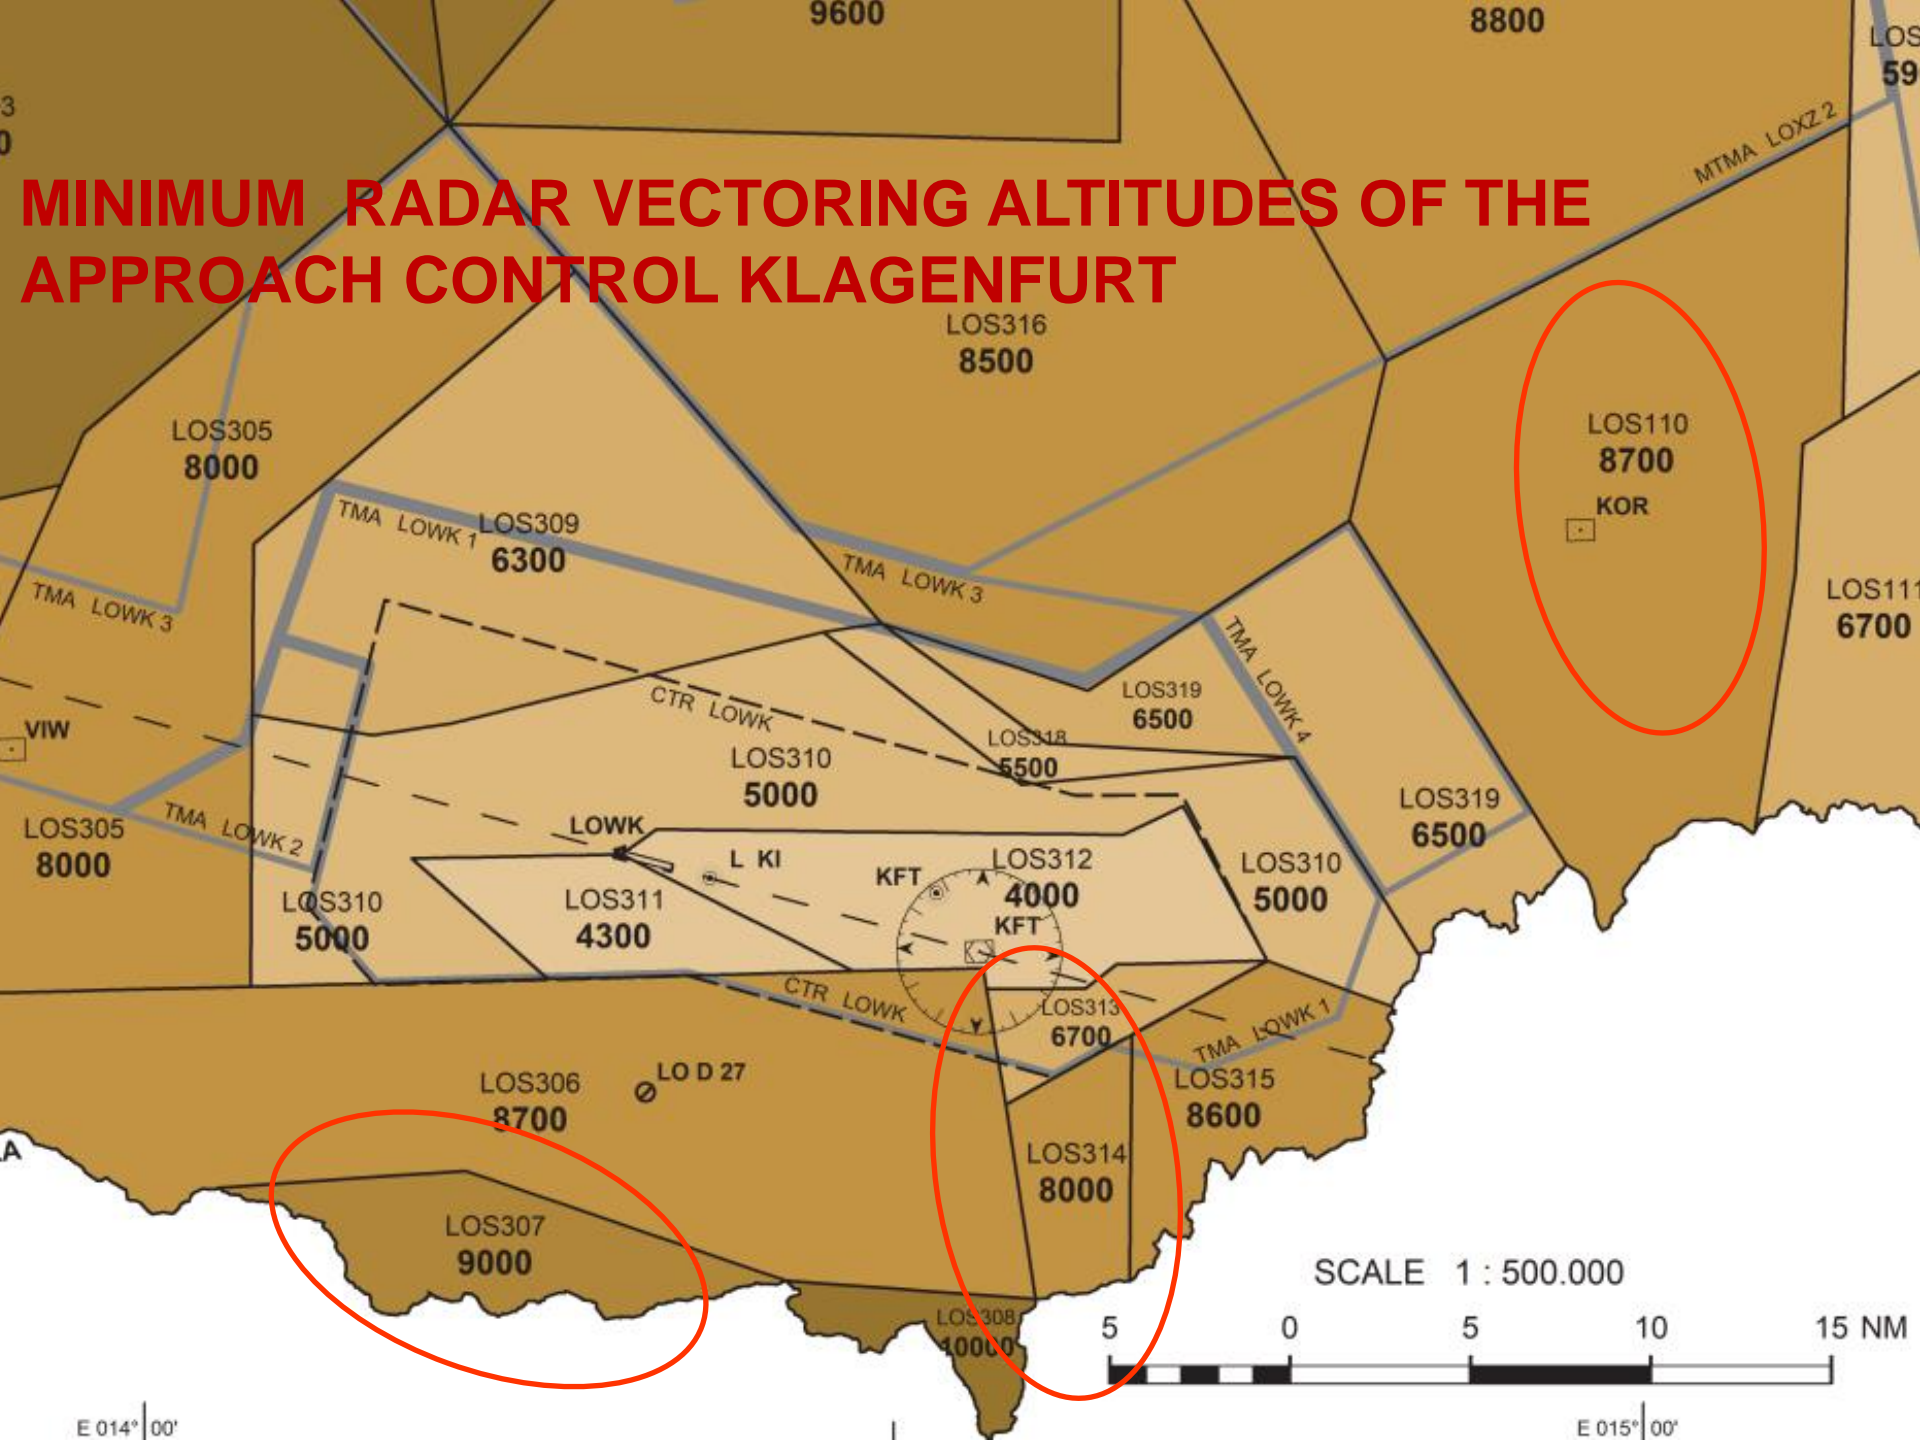 9600
8800
LOS
59
3
0
MTMA LOXZ 2
MINIMUM RADAR VECTORING ALTITUDES OF THE
APPROACH CONTROL KLAGENFURT
LOS316
8500
LOS305
8000
LOS110
8700
KOR
TMA LOWK 1
LOS309
6300
TMA LOWK 3
TMA LOWK 3
LOS111
6700
TMA LOWK 4
LOS319
6500
CTR LOWK
VIW
LOS318
5500
LOS310
5000
LOS319
6500
TMA LOWK 2
LOS305
8000
LOWK
L KI
KFT
LOS312
4000
KFT
LOS310
5000
LOS310
5000
LOS311
4300
CTR LOWK
LOS313
6700
TMA LOWK 1
LOS306
8700
LO D 27
LOS315
8600
A
LOS314
8000
LOS307
9000
SCALE 1 : 500.000
LOS308
10000
5 0 5 10 15 NM
E 014° 00'
E 015° 00'